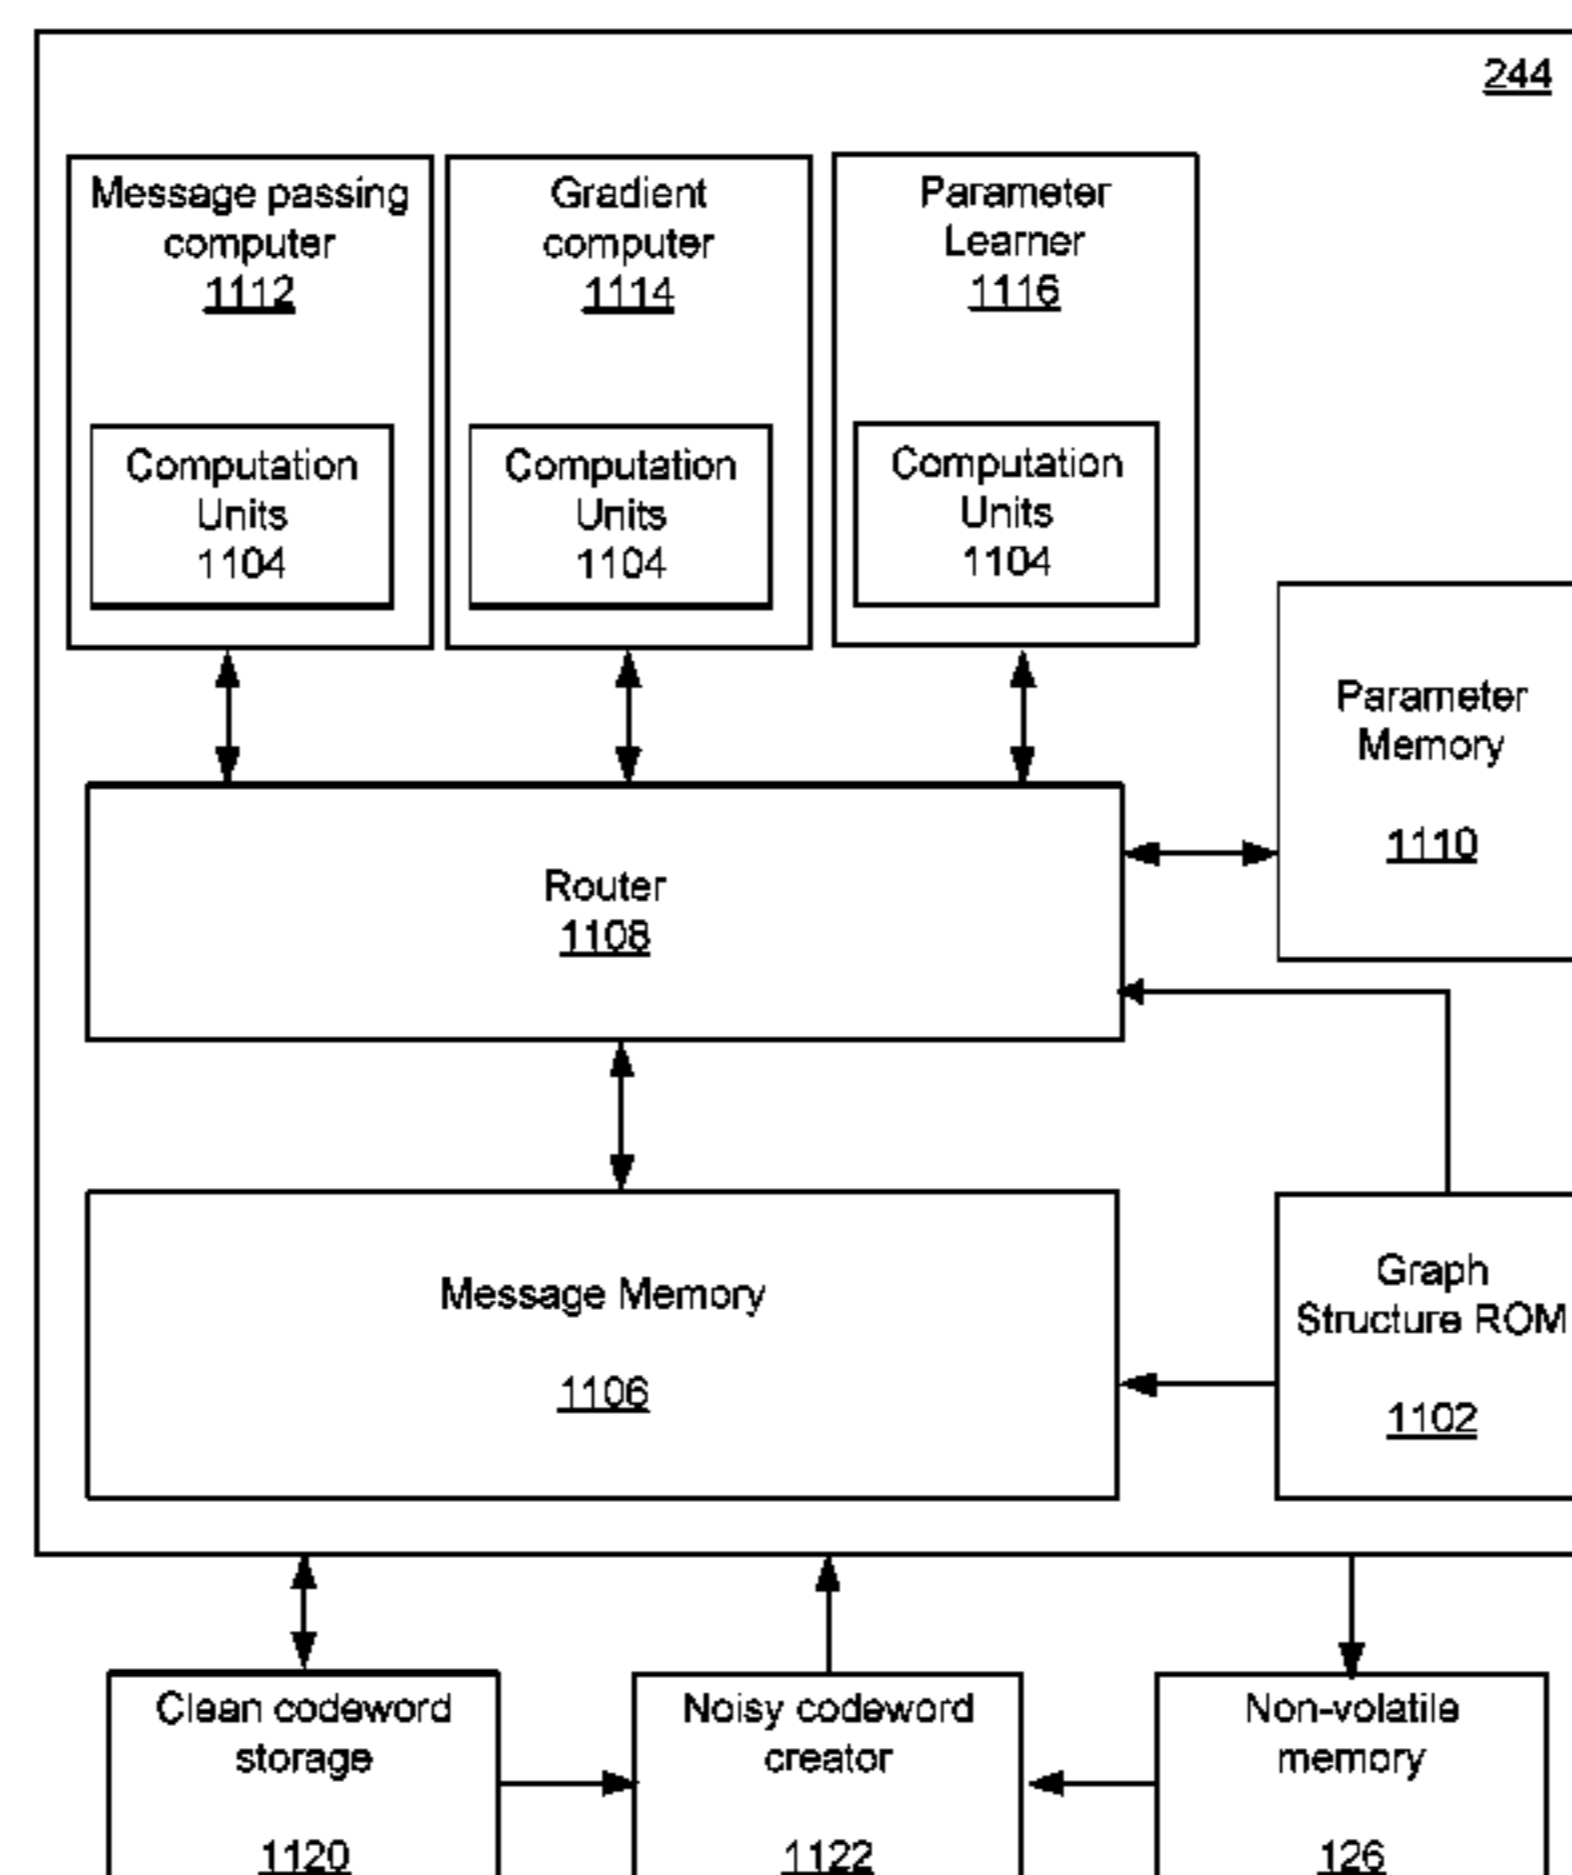 244
Message passing
computer
1112
Gradient
computer
1114
Parameter
Learner
1116
Computation
Units
1104
Computation
Units
1104
Computation
Units
1104
Parameter
Memory
1110
Router
1108
Message Memory
1106
Graph
Structure ROM
1102
Clean codeword
storage
1120
Noisy codeword
creator
1122
Non-volatile
memory
126